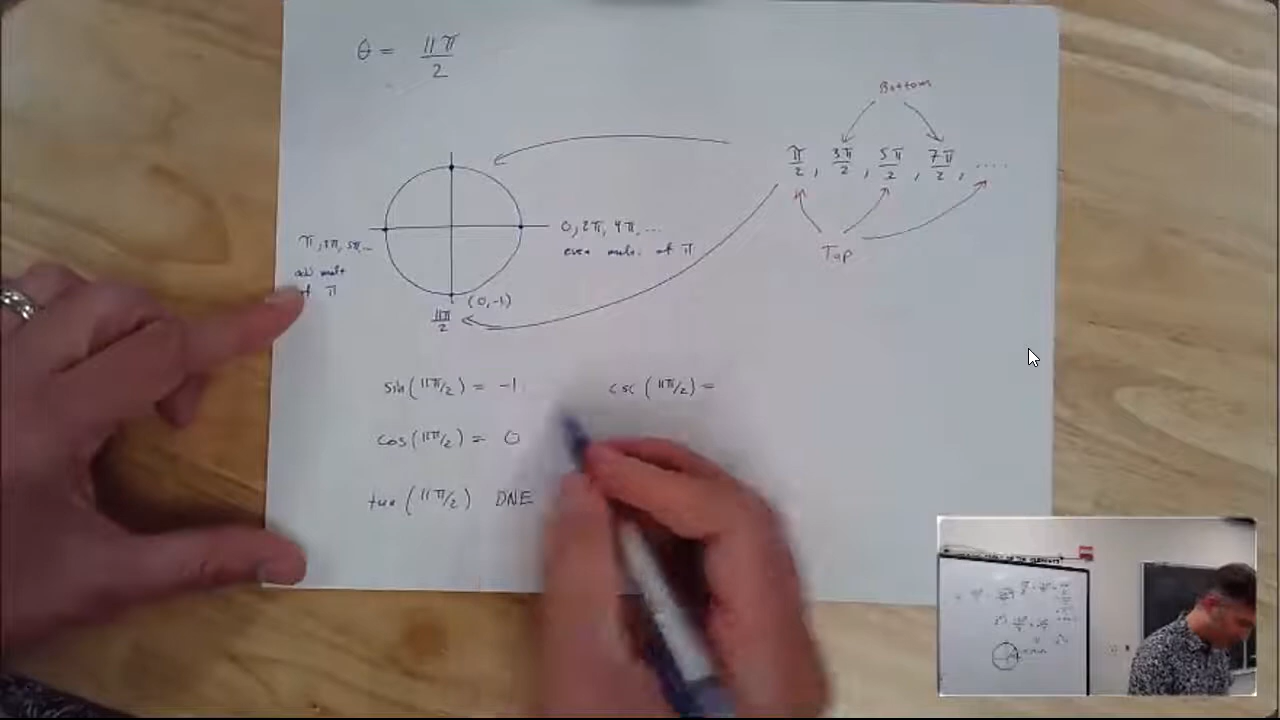 θ = 11π/2
Bottom
π/2, 3π/2, 5π/2, 7π/2, ....
Top
0, 2π, 4π, ...
even mult. of π
π, 3π, 5π...
odd mult
of π
(0,-1)
11π/2
sin(11π/2) = -1
csc(11π/2) =
cos(11π/2) = 0
tan(11π/2) DNE